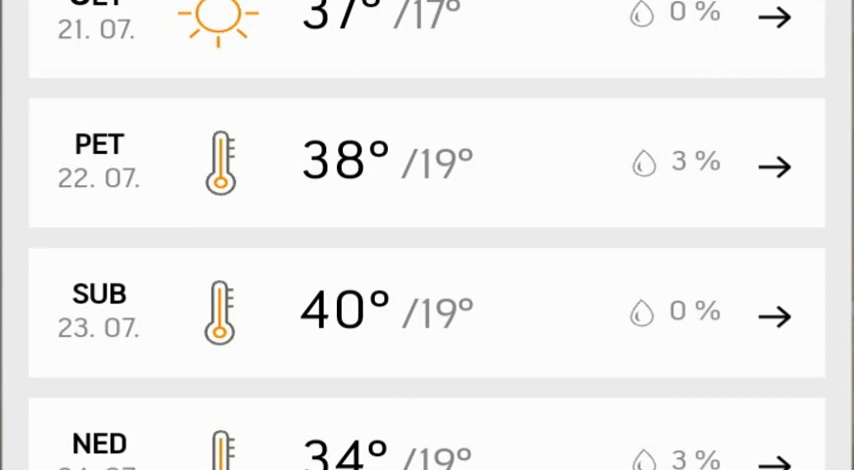 21. 07. 37° /17° 0 %
PET
22. 07. 38° /19° 3 %
SUB
23. 07. 40° /19° 0 %
NED
34° /19° 3 %